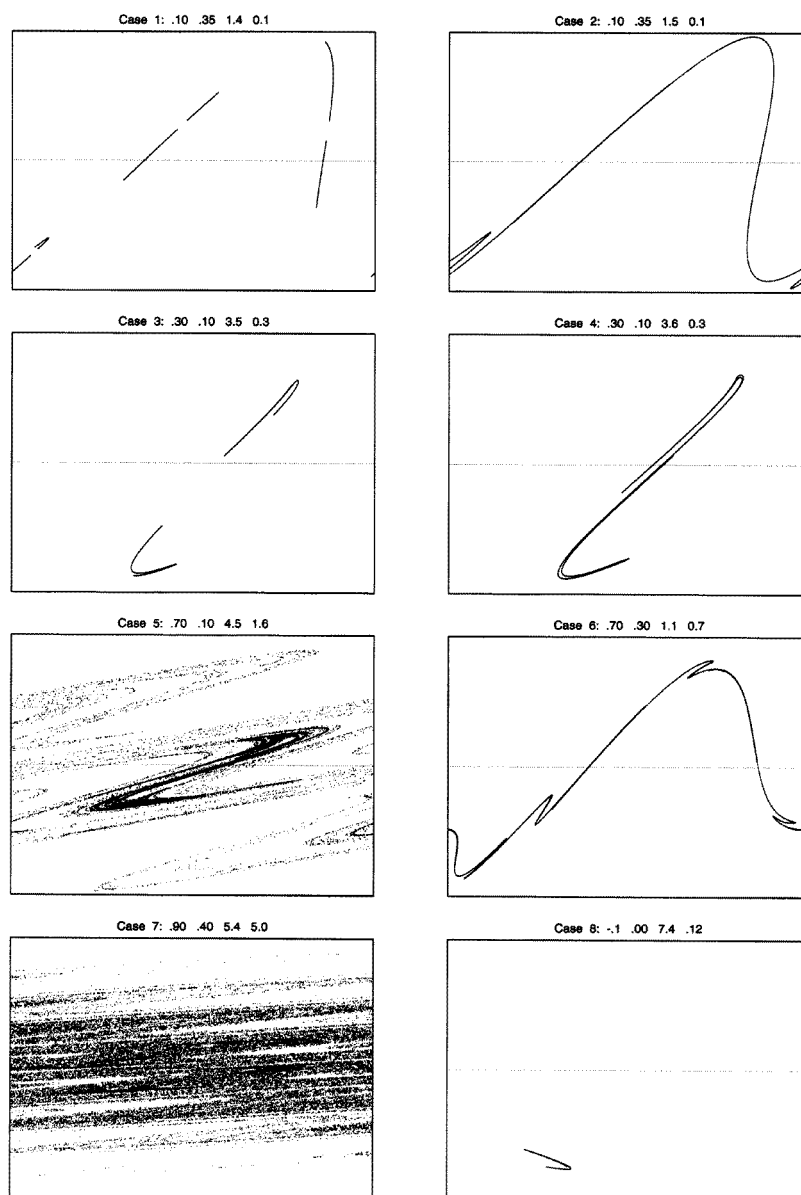 Case 1: .10 .35 1.4 0.1
Case 2: .10 .35 1.5 0.1
Case 3: .30 .10 3.5 0.3
Case 4: .30 .10 3.6 0.3
Case 5: .70 .10 4.5 1.6
Case 6: .70 .30 1.1 0.7
Case 7: .90 .40 5.4 5.0
Case 8: -.1 .00 7.4 .12